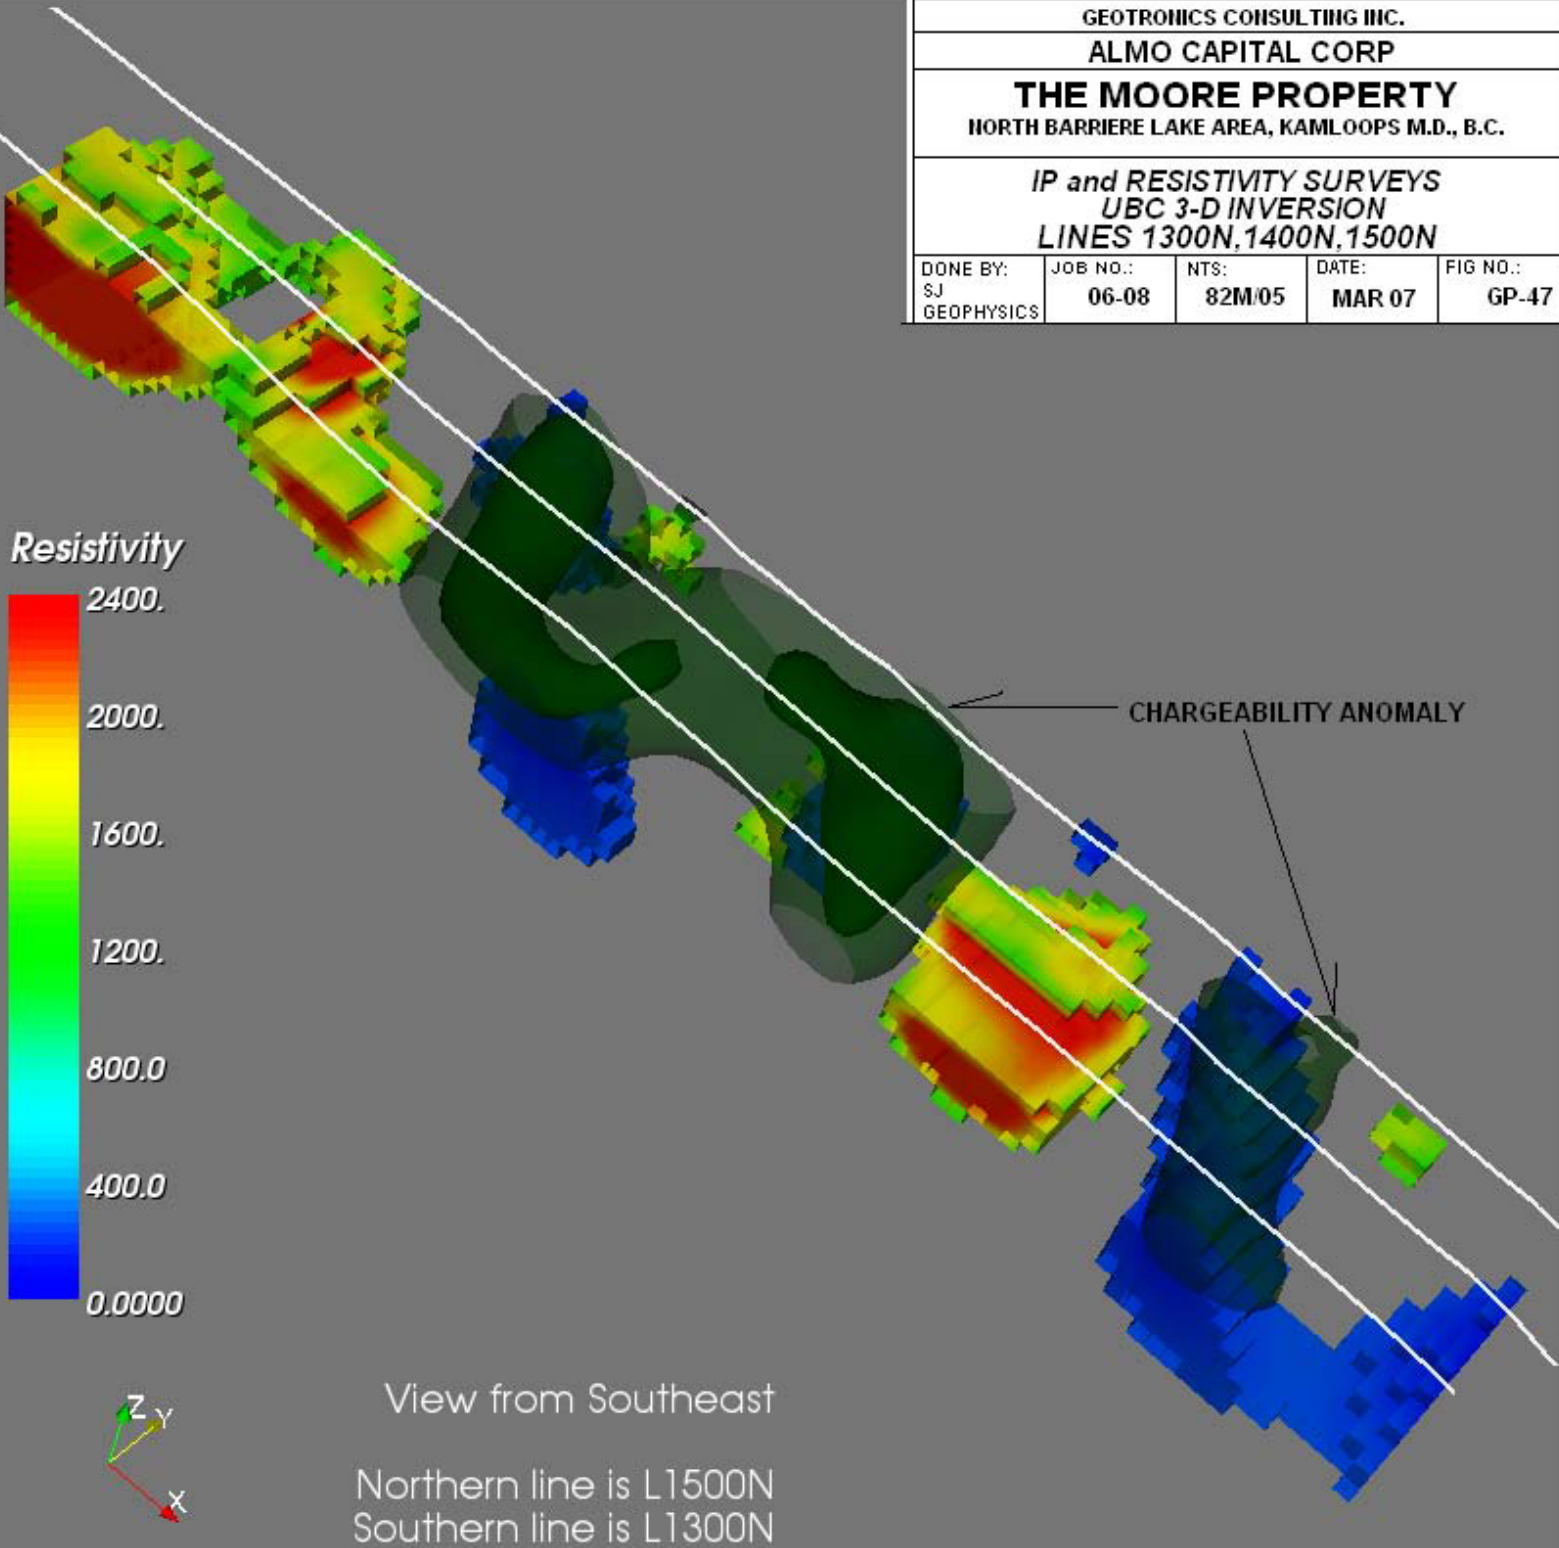 GEOTRONICS CONSULTING INC.
ALMO CAPITAL CORP
THE MOORE PROPERTY
NORTH BARRIERE LAKE AREA, KAMLOOPS M.D., B.C.
IP and RESISTIVITY SURVEYS
UBC 3-D INVERSION
LINES 1300N,1400N,1500N
DONE BY:
SJ
GEOPHYSICS
JOB NO.:
06-08
NTS:
82M/05
DATE:
MAR 07
FIG NO.:
GP-47
Resistivity
2400.
2000.
1600.
1200.
800.0
400.0
0.0000
CHARGEABILITY ANOMALY
Z
Y
X
View from Southeast
Northern line is L1500N
Southern line is L1300N